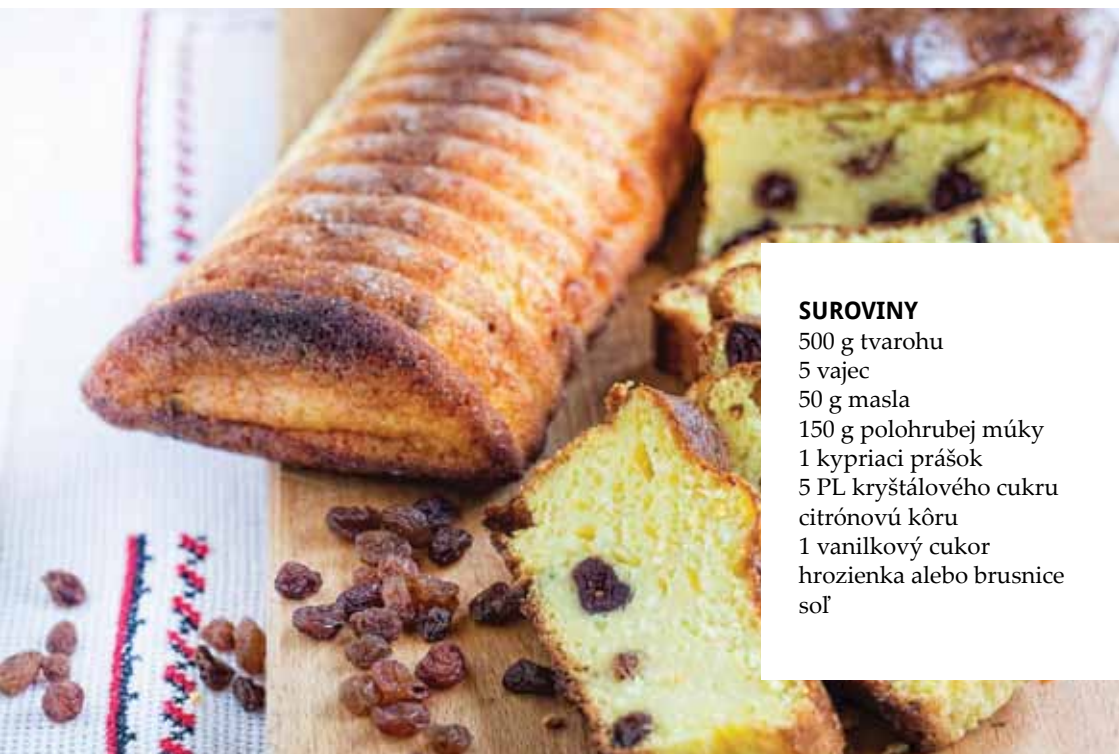 SUROVINY
500 g tvarohu
5 vajec
50 g masla
150 g polohrubej múky
1 kypriaci prášok
5 PL kryštálového cukru
citrónovú kôru
1 vanilkový cukor
hrozienka alebo brusnice
soľ